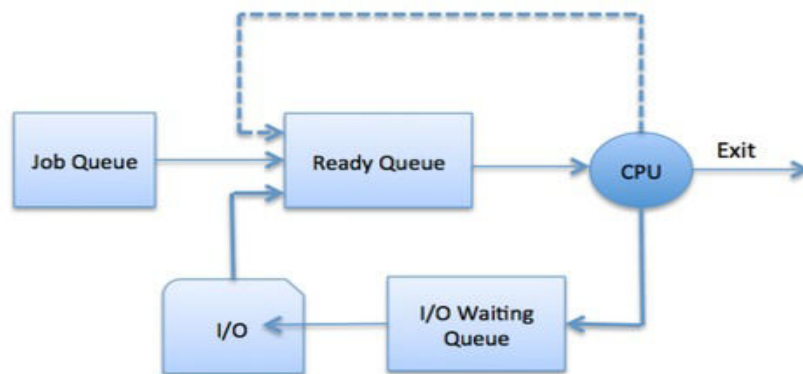 Job Queue
Ready Queue
CPU
Exit
I/O
I/O Waiting
Queue